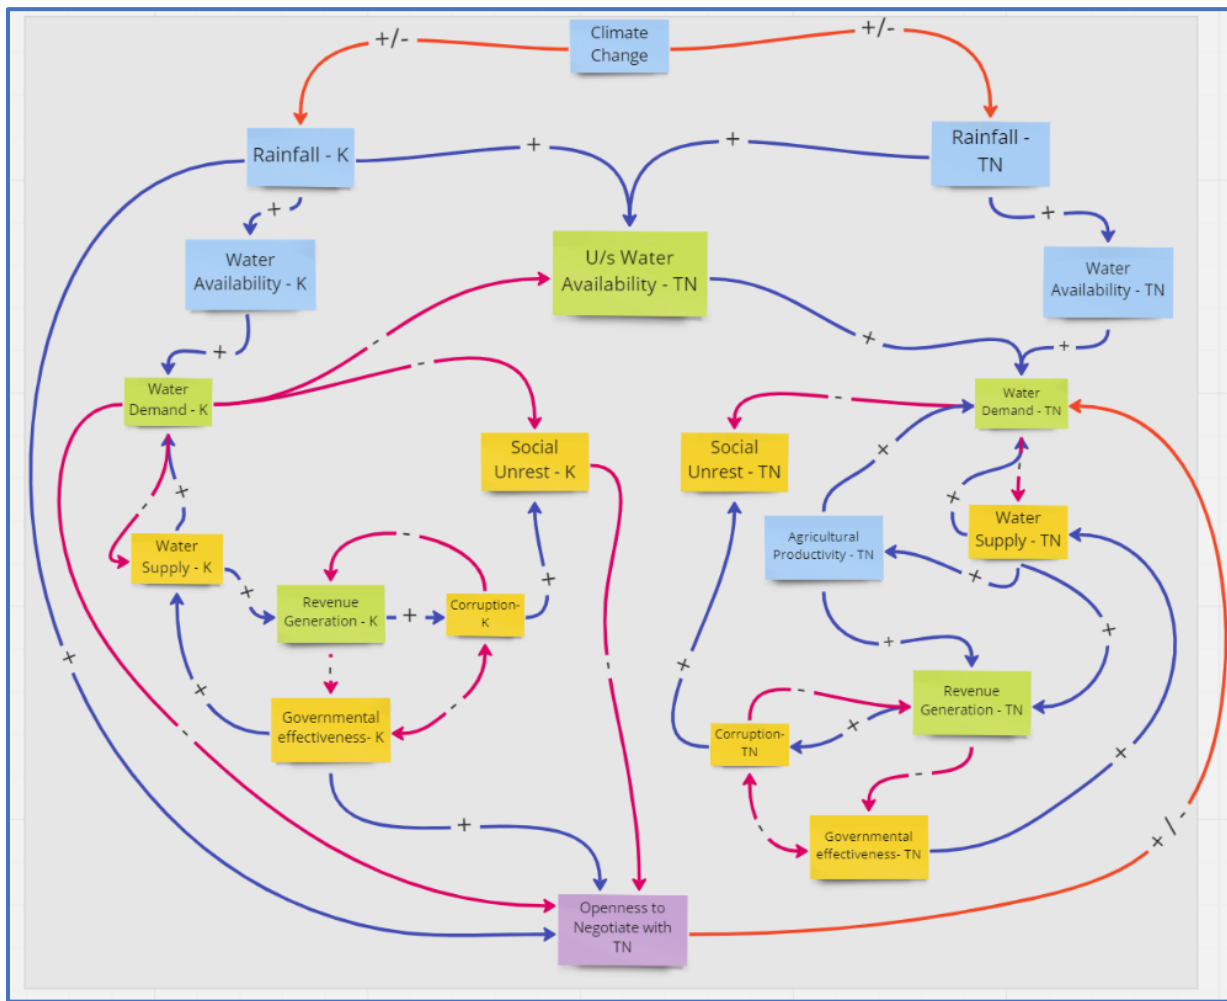 +/-
Climate
Change
+/-
Rainfall - K
+
+
Rainfall -
TN
+
+
Water
Availability - K
U/s Water
Availability - TN
Water
Availability - TN
+
-
-
+
+
Water
Demand - K
-
Water
Demand - TN
Social
Unrest - K
Social
Unrest - TN
+
+
-
-
+
Water
Supply - K
Agricultural
Productivity - TN
Water
Supply - TN
-
+
+
+
Revenue
Generation - K
+
Corruption-
K
+
+
+
-
-
+
-
Revenue
Generation - TN
+
Governmental
effectiveness- K
-
-
+
Corruption-
TN
+
-
-
Governmental
effectiveness- TN
+
+/-
Openness to
Negotiate with
TN